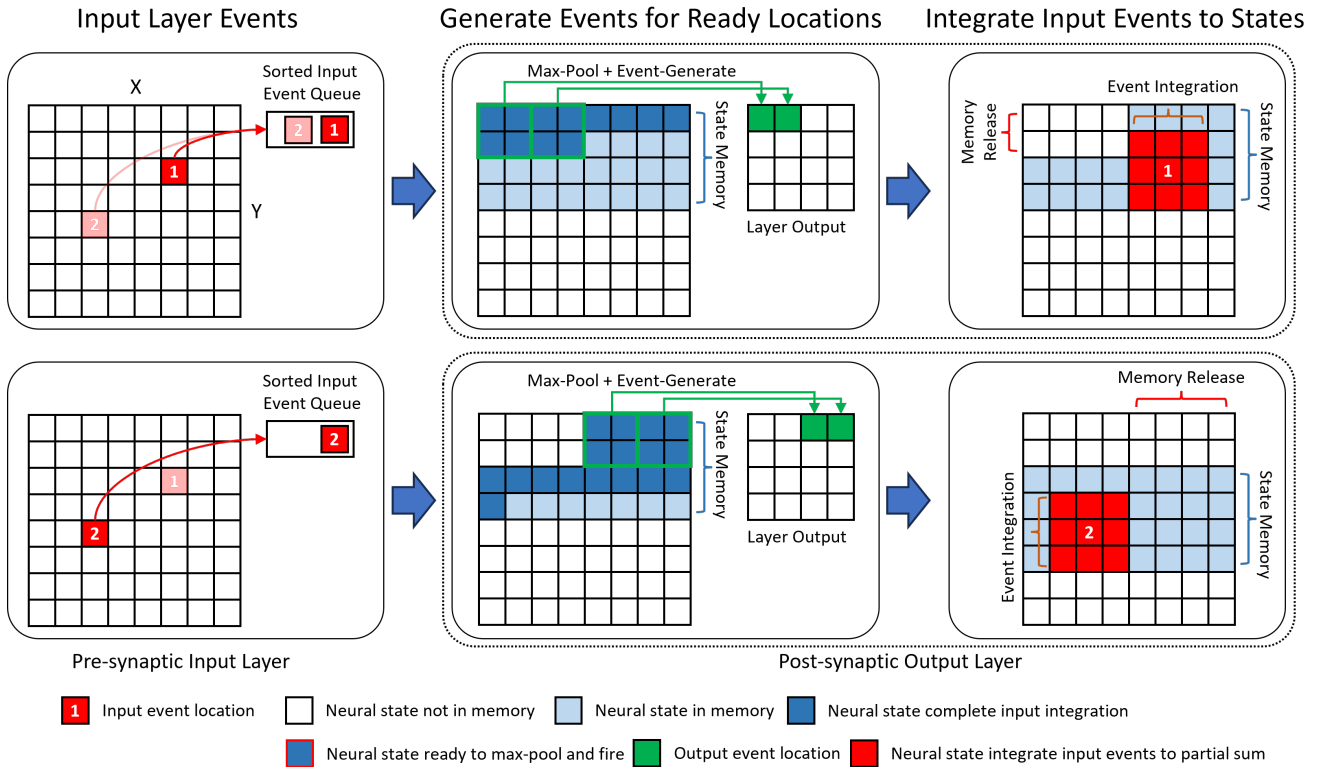 Input Layer Events
Generate Events for Ready Locations
Integrate Input Events to States
Sorted Input
Event Queue
X
2 1
1
2
Y
Max-Pool + Event-Generate
State Memory
Layer Output
Event Integration
Memory
Release
1
State Memory
Sorted Input
Event Queue
2
1
2
Max-Pool + Event-Generate
State Memory
Layer Output
Memory Release
Event Integration
2
State Memory
Pre-synaptic Input Layer
Post-synaptic Output Layer
1 Input event location
Neural state not in memory
Neural state in memory
Neural state complete input integration
Neural state ready to max-pool and fire
Output event location
Neural state integrate input events to partial sum